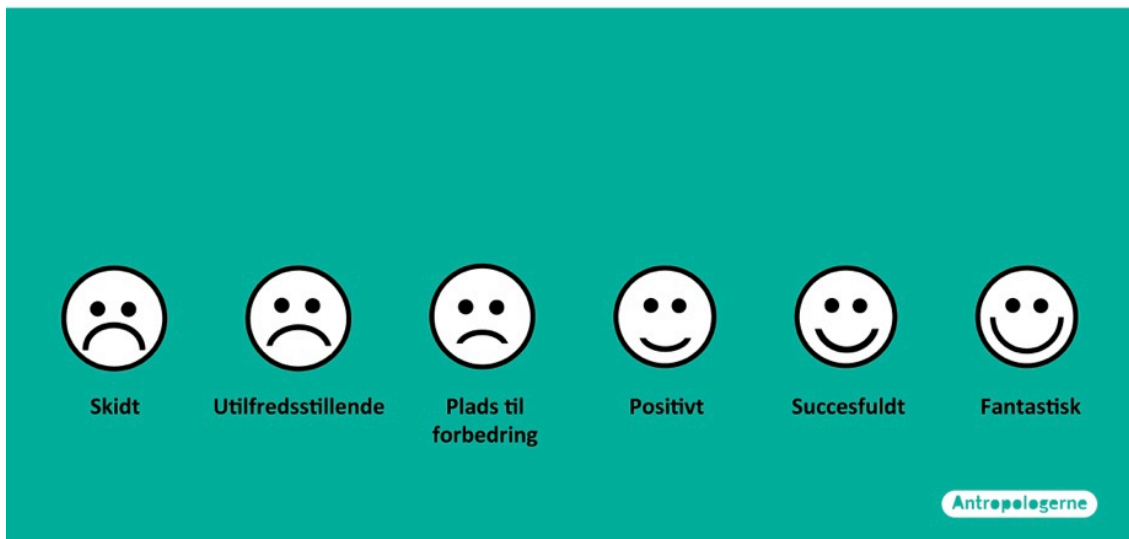 Skidt
Utilfredsstillende
Plads til
forbedring
Positivt
Succesfuldt
Fantastisk
Antropologerne